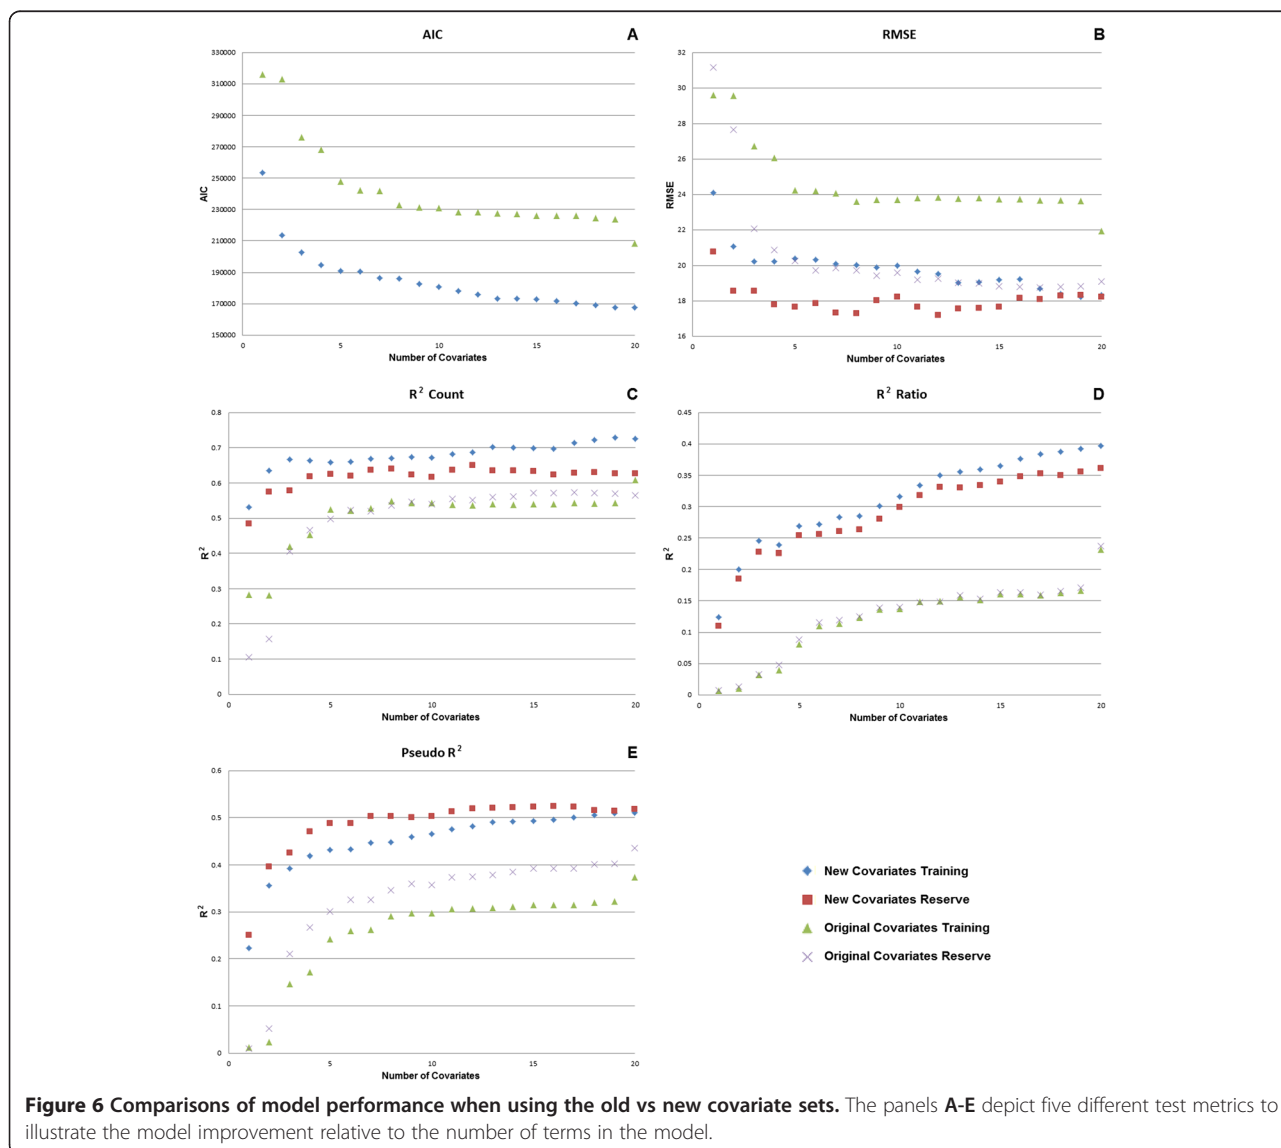 AIC
A
330000
310000
290000
270000
250000
230000
210000
190000
170000
150000
AIC
0
5
10
15
20
Number of Covariates
RMSE
B
32
30
28
26
24
22
20
18
16
RMSE
0
5
10
15
20
Number of Covariates
R² Count
C
0.8
0.7
0.6
0.5
0.4
0.3
0.2
0.1
0
R²
0
5
10
15
20
Number of Covariates
R² Ratio
D
0.45
0.4
0.35
0.3
0.25
0.2
0.15
0.1
0.05
0
R²
0
5
10
15
20
Number of Covariates
Pseudo R²
E
0.6
0.5
0.4
0.3
0.2
0.1
0
R²
0
5
10
15
20
Number of Covariates
New Covariates Training
New Covariates Reserve
Original Covariates Training
Original Covariates Reserve
Figure 6 Comparisons of model performance when using the old vs new covariate sets. The panels A-E depict five different test metrics to
illustrate the model improvement relative to the number of terms in the model.